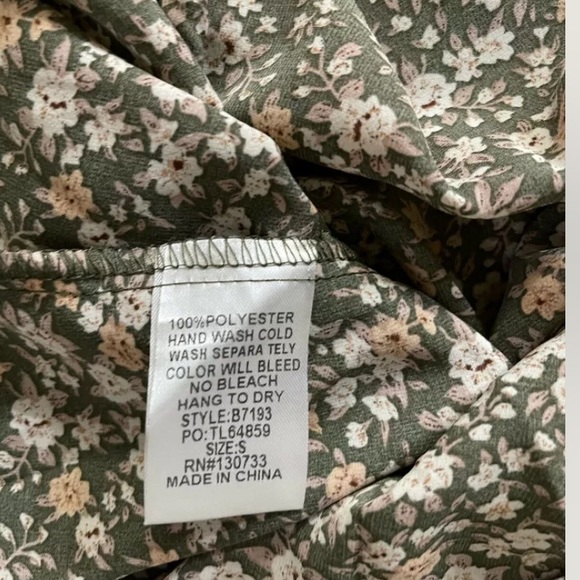 100%POLYESTER
HAND WASH COLD
WASH SEPARA TELY
COLOR WILL BLEED
NO BLEACH
HANG TO DRY
STYLE:B7193
PO:TL64859
SIZE:S
RN#130733
MADE IN CHINA